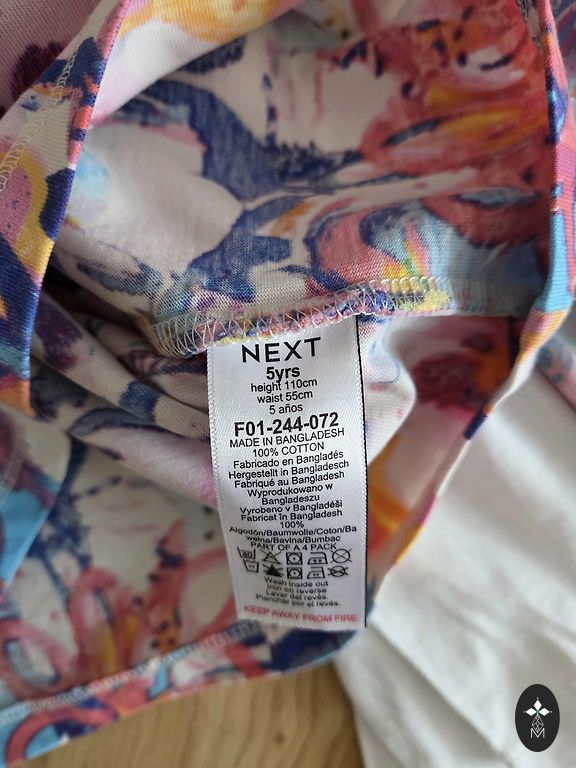 NEXT
5yrs
height 110cm
waist 55cm
5 años
F01-244-072
MADE IN BANGLADESH
100% COTTON
Fabricado en Bangladés
Hergestellt in Bangladesch
Fabriqué au Bangladesh
Wyprodukowano w
Bangladeszu
Vyrobeno v Bangladéši
Fabricat în Bangladesh
100%
Algodón/Baumwolle/Coton/Ba
wełna/Bavlna/Bumbac
PART OF A 4 PACK
40
Wash inside out
Iron on reverse
Lavar del revés.
Planchar por el revés.
KEEP AWAY FROM FIRE
M